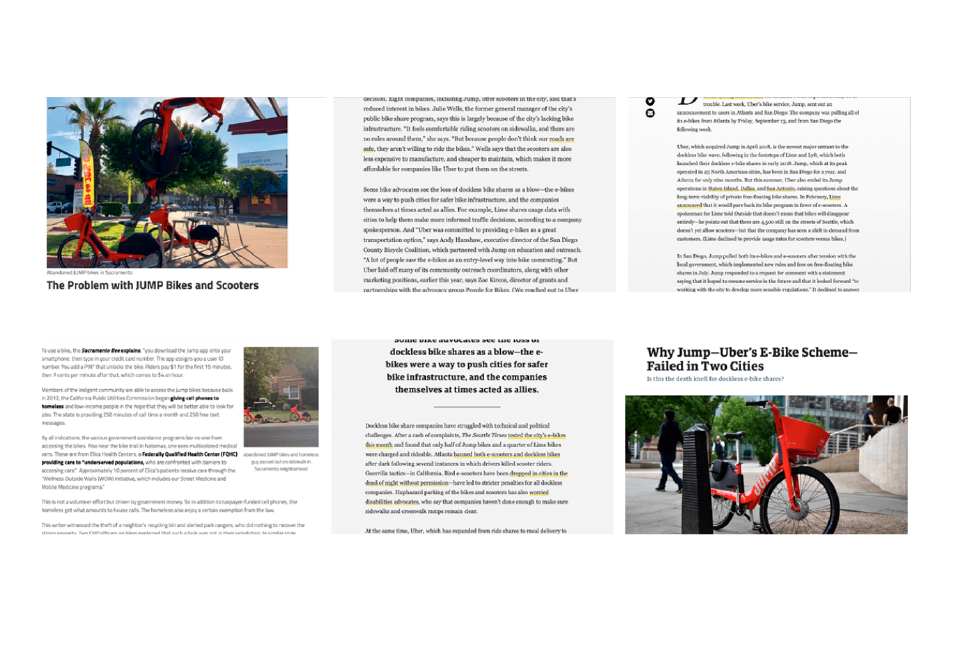 Abandoned JUMP bikes in Sacramento
The Problem with JUMP Bikes and Scooters
decision. Eight companies, including Jump, offer scooters in the city, and that's
reduced interest in bikes. Julie Wells, the former general manager of the city's
public bike share program, says this is largely because of the city's lacking bike
infrastructure. "It feels comfortable riding scooters on sidewalks, and there are
no rules around them," she says. "But because people don't think our roads are
safe, they aren't willing to ride the bikes." Wells says that the scooters are also
less expensive to manufacture, and cheaper to maintain, which makes it more
affordable for companies like Uber to put them on the streets.
Some bike advocates see the loss of dockless bike shares as a blow—the e-bikes
were a way to push cities for safer bike infrastructure, and the companies
themselves at times acted as allies. For example, Lime shares usage data with
cities to help them make more informed traffic decisions, according to a company
spokesperson. And "Uber was committed to providing e-bikes as a great
transportation option," says Andy Hanshaw, executive director of the San Diego
County Bicycle Coalition, which partnered with Jump on education and outreach.
"A lot of people saw the e-bikes as an entry-level way into bike commuting." But
Uber laid off many of its community outreach coordinators, along with other
marketing positions, earlier this year, says Zoe Kircos, director of grants and
partnerships with the advocacy group People for Bikes. (We reached out to Uber
trouble. Last week, Uber's bike service, Jump, sent out an
announcement to users in Atlanta and San Diego: The company was pulling all of
its e-bikes from Atlanta by Friday, September 13, and from San Diego the
following week.
Uber, which acquired Jump in April 2018, is the newest major entrant to the
dockless bike wave, following in the footsteps of Lime and Lyft, which both
launched their dockless e-bike shares in early 2018. Jump, which at its peak
operated in 23 North American cities, has been in San Diego for a year, and
Atlanta for only nine months. But this summer, Uber also ended its Jump
operations in Staten Island, Dallas, and San Antonio, raising questions about the
long-term viability of private free-floating bike shares. In February, Lime
announced that it would pare back its bike program in favor of e-scooters. A
spokesman for Lime told Outside that doesn't mean that bikes will disappear
entirely—he points out that there are 4,500 still on the streets of Seattle, which
doesn't yet allow scooters—but that the company has seen a shift in demand from
customers. (Lime declined to provide usage rates for scooters versus bikes.)
In San Diego, Jump pulled both its e-bikes and e-scooters after tension with the
local government, which implemented new rules and fees on free-floating bike
shares in July. Jump responded to a request for comment with a statement
saying that it hoped to resume service in the future and that it looked forward "to
working with the city to develop more sensible regulations." It declined to answer
To use a bike, the Sacramento Bee explains, "you download the Jump app onto your
smartphone, then type in your credit card number. The app assigns you a user ID
number. You add a PIN" that unlocks the bike. Riders pay $1 for the first 15 minutes,
then 7 cents per minute after that, which comes to $4 an hour.
Members of the indigent community are able to access the Jump bikes because back
in 2013, the California Public Utilities Commission began giving cell phones to
homeless and low-income people in the hope that they will be better able to look for
jobs. The state is providing 250 minutes of call time a month and 250 free text
messages.
By all indications, the various government assistance programs bar no one from
accessing the bikes. Also near the bike trail in Natomas, one sees multicolored medical
vans. These are from Elica Health Centers, a Federally Qualified Health Center (FQHC)
providing care to "underserved populations, who are confronted with barriers to
accessing care." Approximately "10 percent of Elica's patients receive care through the
"Wellness Outside Walls (WOW) initiative, which includes our Street Medicine and
Mobile Medicine programs."
This is not a volunteer effort but driven by government money. So in addition to taxpayer-funded cell phones, the
homeless get what amounts to house calls. The homeless also enjoy a certain exemption from the law.
This writer witnessed the theft of a neighbor's recycling bin and alerted park rangers, who did nothing to recover the
abandoned JUMP bikes and homeless
guy passed out on sidewalk in
Sacramento neighborhood
Some bike advocates see the loss of
dockless bike shares as a blow—the e-
bikes were a way to push cities for safer
bike infrastructure, and the companies
themselves at times acted as allies.
Dockless bike share companies have struggled with technical and political
challenges. After a rash of complaints, The Seattle Times tested the city's e-bikes
this month and found that only half of Jump bikes and a quarter of Lime bikes
were charged and rideable. Atlanta banned both e-scooters and dockless bikes
after dark following several instances in which drivers killed scooter riders.
Guerrilla tactics—in California, Bird e-scooters have been dropped in cities in the
dead of night without permission—have led to stricter penalties for all dockless
companies. Haphazard parking of the bikes and scooters has also worried
disabilities advocates, who say that companies haven't done enough to make sure
sidewalks and crosswalk ramps remain clear.
At the same time, Uber, which has expanded from ride shares to meal delivery to
Why Jump—Uber's E-Bike Scheme—
Failed in Two Cities
Is this the death knell for dockless e-bike shares?